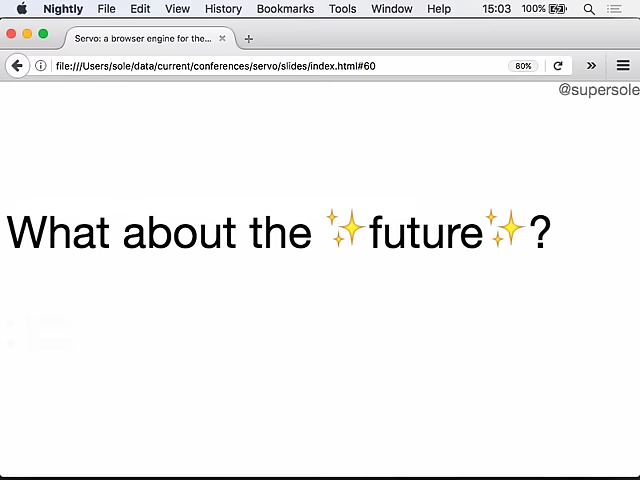 Nightly File Edit View History Bookmarks Tools Window Help 15:03 100%
Servo: a browser engine for the...
file:///Users/sole/data/current/conferences/servo/slides/index.html#60 80%
@supersole
What about the ✨future✨?